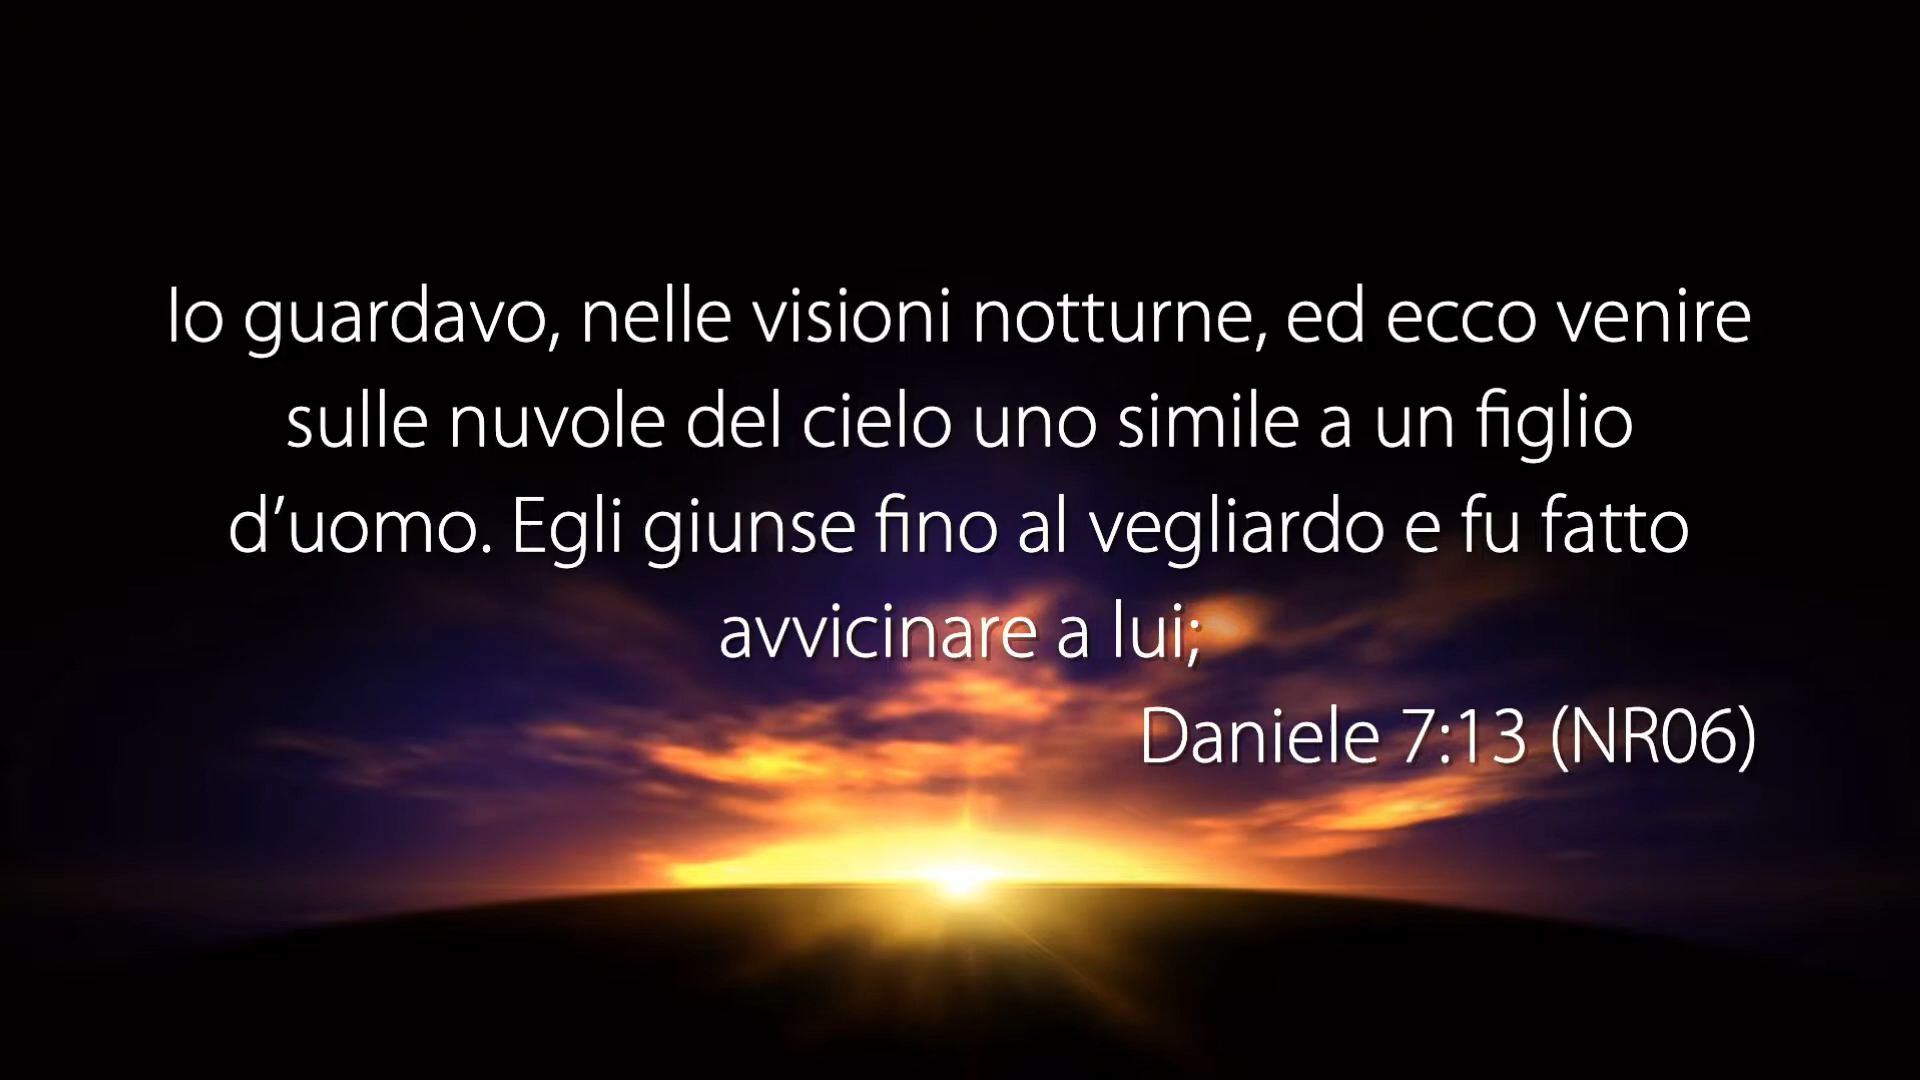 Io guardavo, nelle visioni notturne, ed ecco venire
sulle nuvole del cielo uno simile a un figlio
d’uomo. Egli giunse fino al vegliardo e fu fatto
avvicinare a lui;
Daniele 7:13 (NR06)